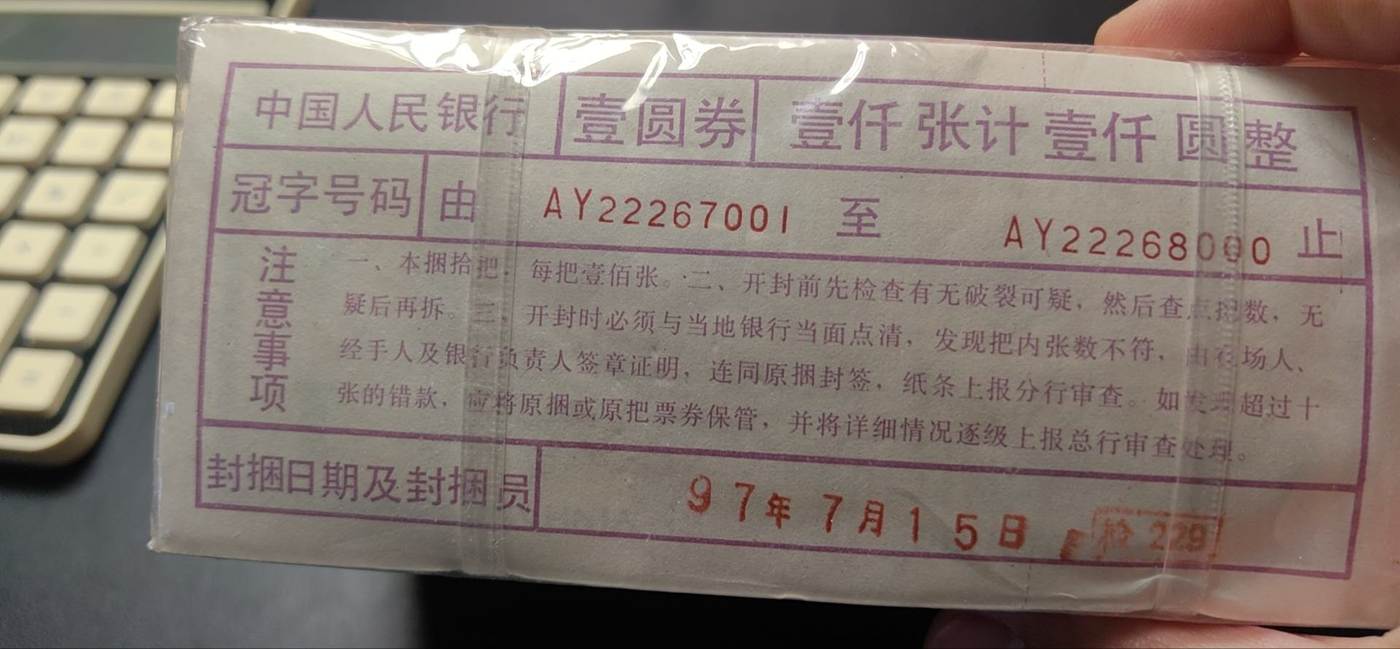 中国人民银行 壹圆券 壹仟张计壹仟圆整
冠字号码 由 AY22267001 至 AY22268000 止
注意事项
一、本捆拾把，每把壹佰张。二、开封前先检查有无破裂可疑，然后查点把数，无
疑后再拆。三、开封时必须与当地银行当面点清，发现把内张数不符，由在场人、
经手人及银行负责人签章证明，连同原捆封签，纸条上报分行审查。如发现超过十
张的错款，应将原捆或原把票券保管，并将详细情况逐级上报总行审查处理。
封捆日期及封捆员 97年7月15日 检 229